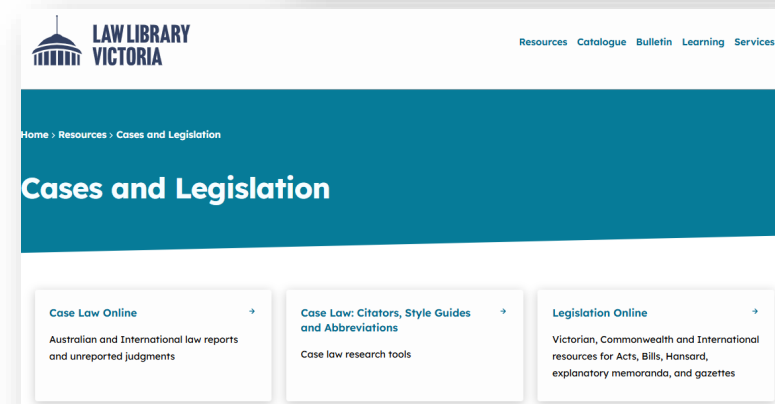 LAW LIBRARY
VICTORIA
Resources Catalogue Bulletin Learning Services
Home > Resources > Cases and Legislation
Cases and Legislation
Case Law Online →
Australian and International law reports
and unreported judgments
Case Law: Citators, Style Guides →
and Abbreviations
Case law research tools
Legislation Online →
Victorian, Commonwealth and International
resources for Acts, Bills, Hansard,
explanatory memoranda, and gazettes